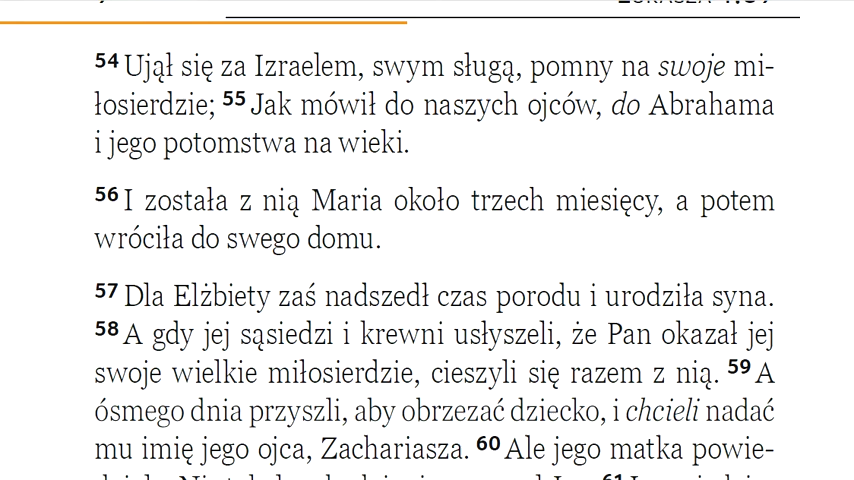 54 Ujął się za Izraelem, swym sługą, pomny na swoje mi-
łosierdzie; 55 Jak mówił do naszych ojców, do Abrahama
i jego potomstwa na wieki.
56 I została z nią Maria około trzech miesięcy, a potem
wróciła do swego domu.
57 Dla Elżbiety zaś nadszedł czas porodu i urodziła syna.
58 A gdy jej sąsiedzi i krewni usłyszeli, że Pan okazał jej
swoje wielkie miłosierdzie, cieszyli się razem z nią. 59 A
ósmego dnia przyszli, aby obrzezać dziecko, i chcieli nadać
mu imię jego ojca, Zachariasza. 60 Ale jego matka powie-